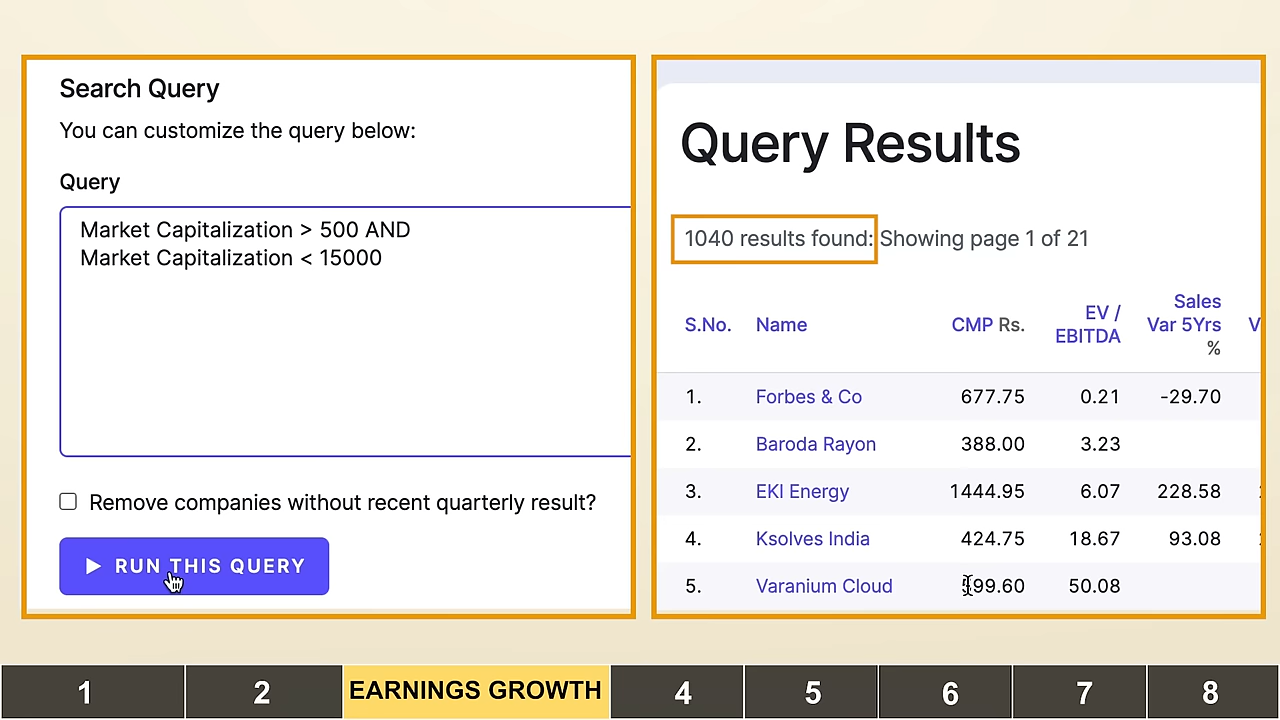 Search Query
You can customize the query below:
Query
Market Capitalization > 500 AND
Market Capitalization < 15000
Remove companies without recent quarterly result?
RUN THIS QUERY
Query Results
1040 results found: Showing page 1 of 21
S.No. Name CMP Rs. EV / EBITDA Sales Var 5Yrs % V
1. Forbes & Co 677.75 0.21 -29.70
2. Baroda Rayon 388.00 3.23
3. EKI Energy 1444.95 6.07 228.58
4. Ksolves India 424.75 18.67 93.08
5. Varanium Cloud 99.60 50.08
1 2 EARNINGS GROWTH 4 5 6 7 8